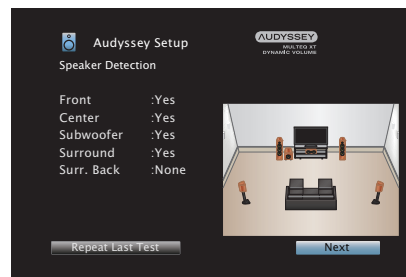 Audyssey Setup
AUDYSSEY
MULTEQ XT
DYNAMIC VOLUME
Speaker Detection
Front :Yes
Center :Yes
Subwoofer :Yes
Surround :Yes
Surr. Back :None
Repeat Last Test
Next